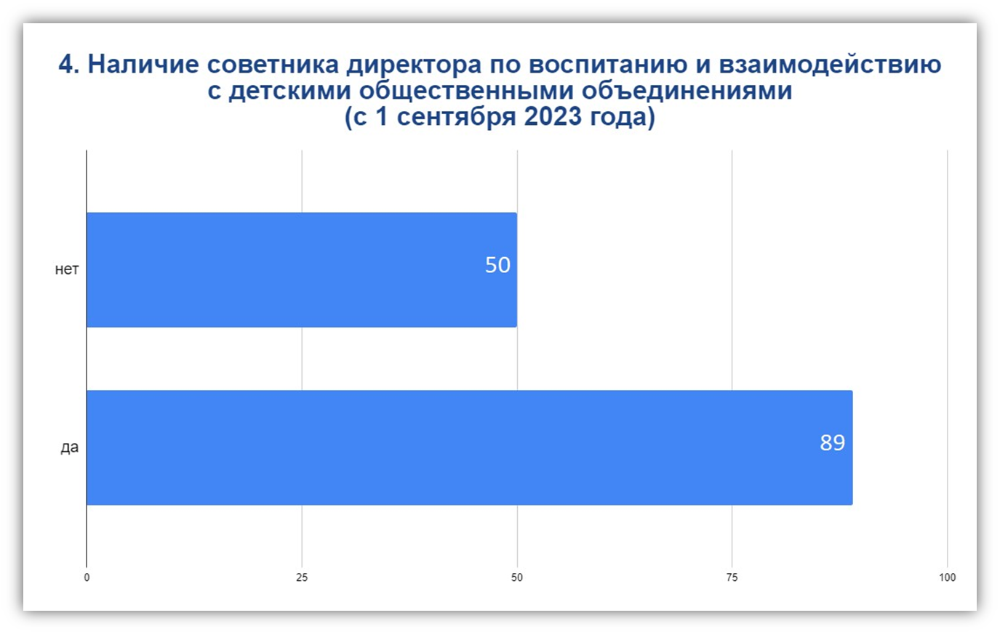 4. Наличие советника директора по воспитанию и взаимодействию
с детскими общественными объединениями
(с 1 сентября 2023 года)
нет
50
да
89
0
25
50
75
100